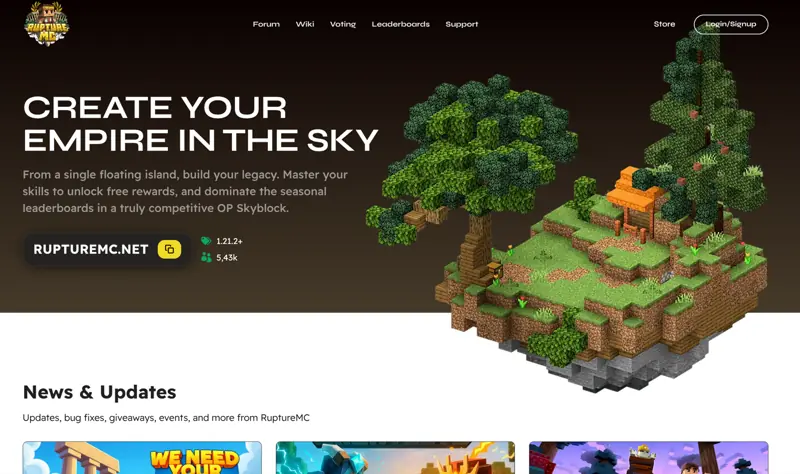 RUPTURE
MC
Forum
Wiki
Voting
Leaderboards
Support
Store
Login/Signup
CREATE YOUR
EMPIRE IN THE SKY
From a single floating island, build your legacy. Master your
skills to unlock free rewards, and dominate the seasonal
leaderboards in a truly competitive OP Skyblock.
RUPTUREMC.NET
1.21.2+
5,43k
News & Updates
Updates, bug fixes, giveaways, events, and more from RuptureMC
WE NEED
YOUR